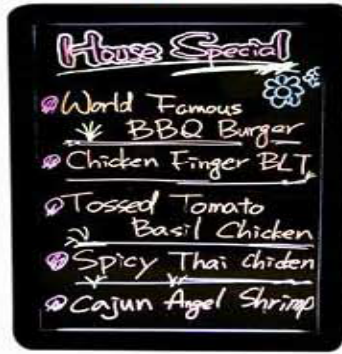 House Special
World Famous
BBQ Burger
Chicken Finger BLT
Tossed Tomato
Basil Chicken
Spicy Thai Chicken
Cajun Angel Shrimp